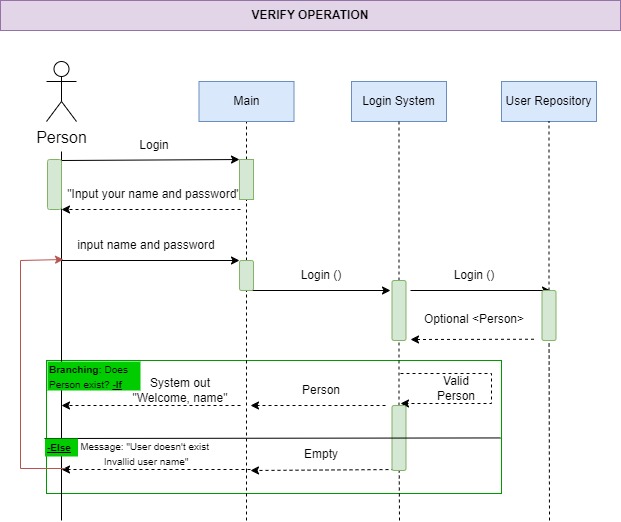 VERIFY OPERATION
Main
Login System
User Repository
Person
Login
"Input your name and password"
input name and password
Login ()
Login ()
Optional <Person>
Branching: Does
Person exist? -If
System out
"Welcome, name"
Person
Valid
Person
-Else
Message: "User doesn't exist
Invallid user name"
Empty